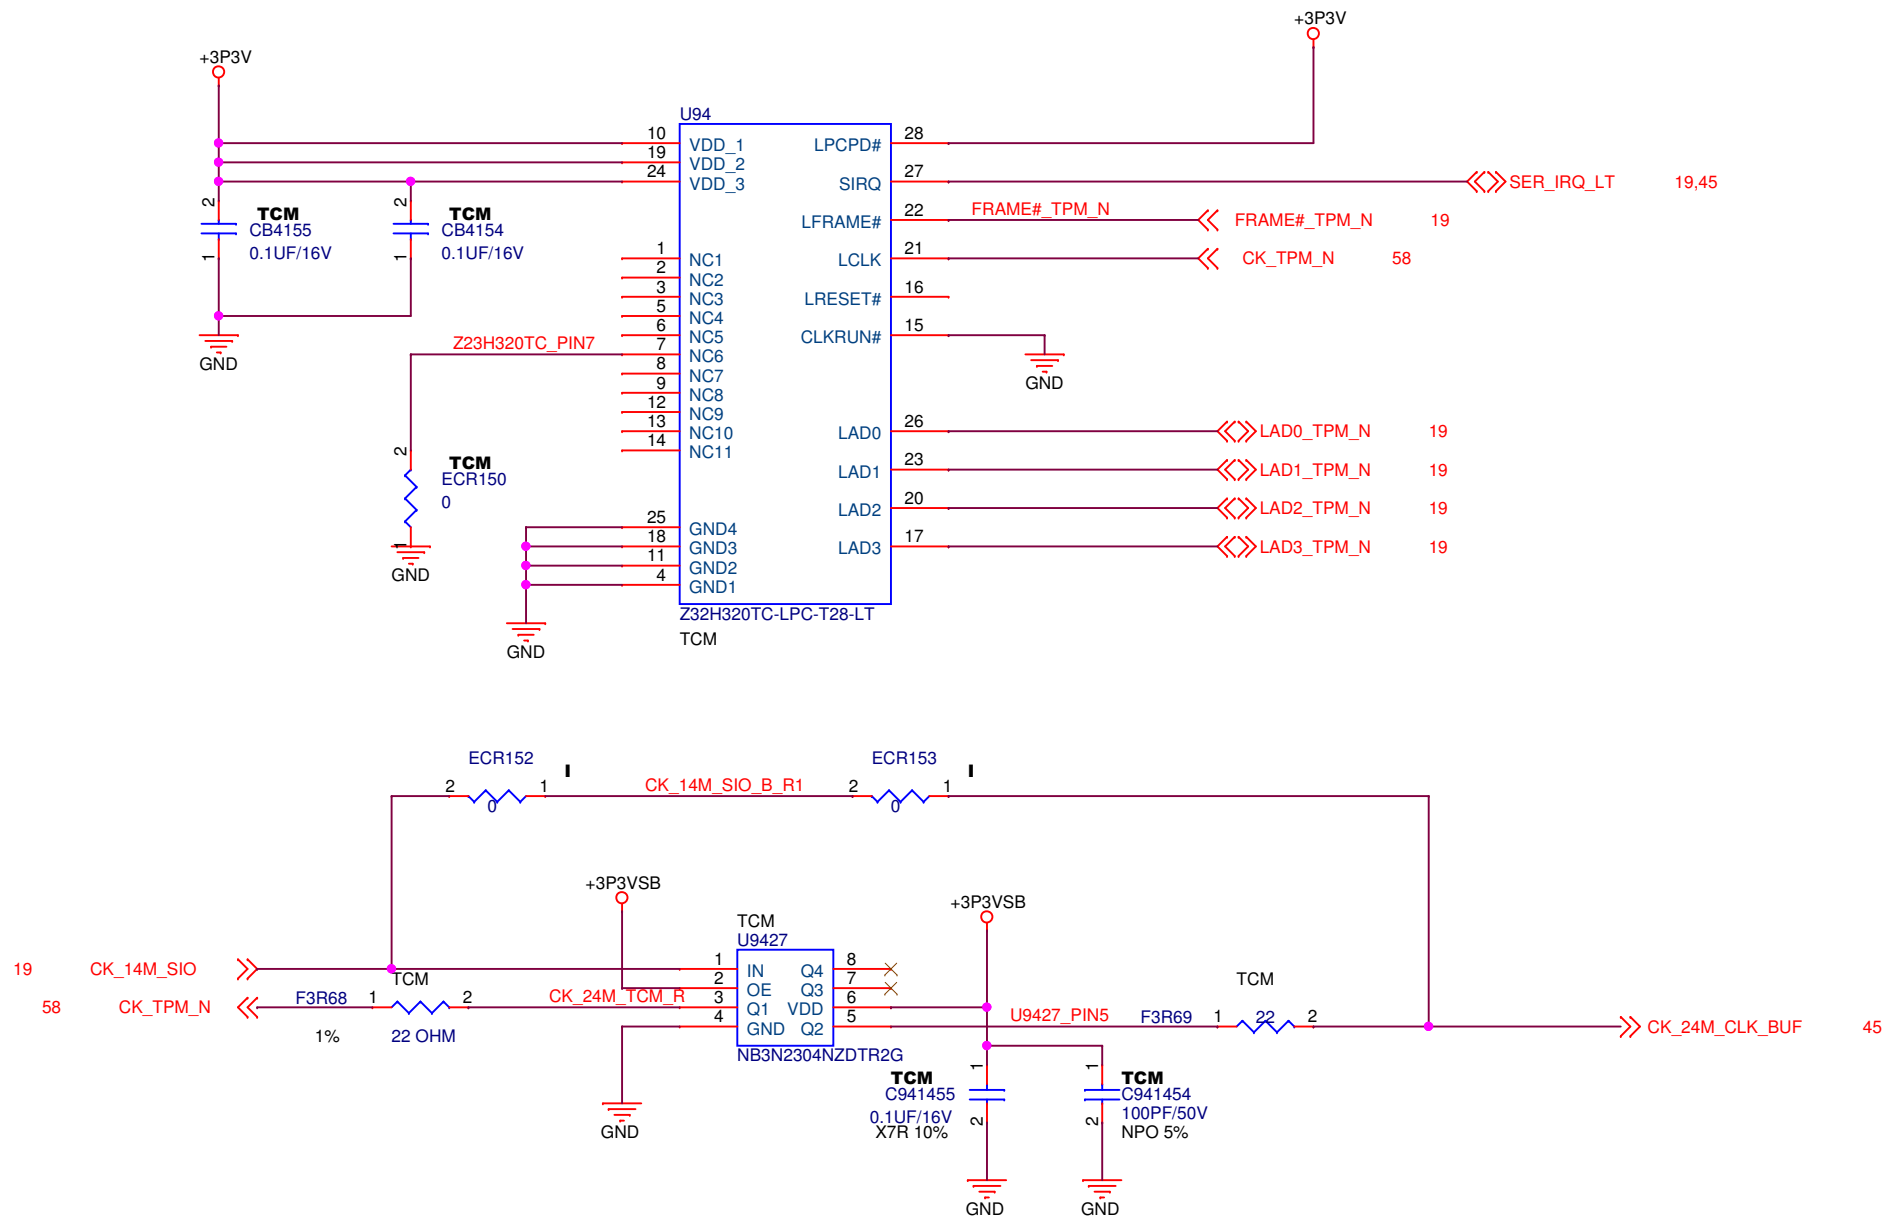 +3P3V
+3P3V
U94
10 VDD_1
19 VDD_2
24 VDD_3
LPCPD# 28
SIRQ 27
SER_IRQ_LT 19,45
LFRAME# 22
FRAME#_TPM_N
FRAME#_TPM_N 19
LCLK 21
CK_TPM_N 58
LRESET# 16
CLKRUN# 15
GND
2
TCM
CB4155
0.1UF/16V
1
2
TCM
CB4154
0.1UF/16V
1
GND
1 NC1
2 NC2
3 NC3
5 NC4
6 NC5
Z23H320TC_PIN7
7 NC6
8 NC7
9 NC8
12 NC9
13 NC10
14 NC11
LAD0 26
LAD0_TPM_N 19
LAD1 23
LAD1_TPM_N 19
LAD2 20
LAD2_TPM_N 19
LAD3 17
LAD3_TPM_N 19
2
TCM
ECR150
0
1
GND
25 GND4
18 GND3
11 GND2
4 GND1
GND
Z32H320TC-LPC-T28-LT
TCM
ECR152
I
2 1
0
CK_14M_SIO_B_R1
ECR153
I
2 1
0
+3P3VSB
+3P3VSB
TCM
U9427
19 CK_14M_SIO
58 CK_TPM_N
TCM
F3R68 1 2
1% 22 OHM
CK_24M_TCM_R
1 IN
2 OE
3 Q1
4 GND
Q4 8
Q3 7
VDD 6
Q2 5
NB3N2304NZDTR2G
U9427_PIN5
TCM
F3R69 1 22 2
CK_24M_CLK_BUF 45
GND
1
TCM
C941455
0.1UF/16V
X7R 10%
2
GND
1
TCM
C941454
100PF/50V
NPO 5%
2
GND